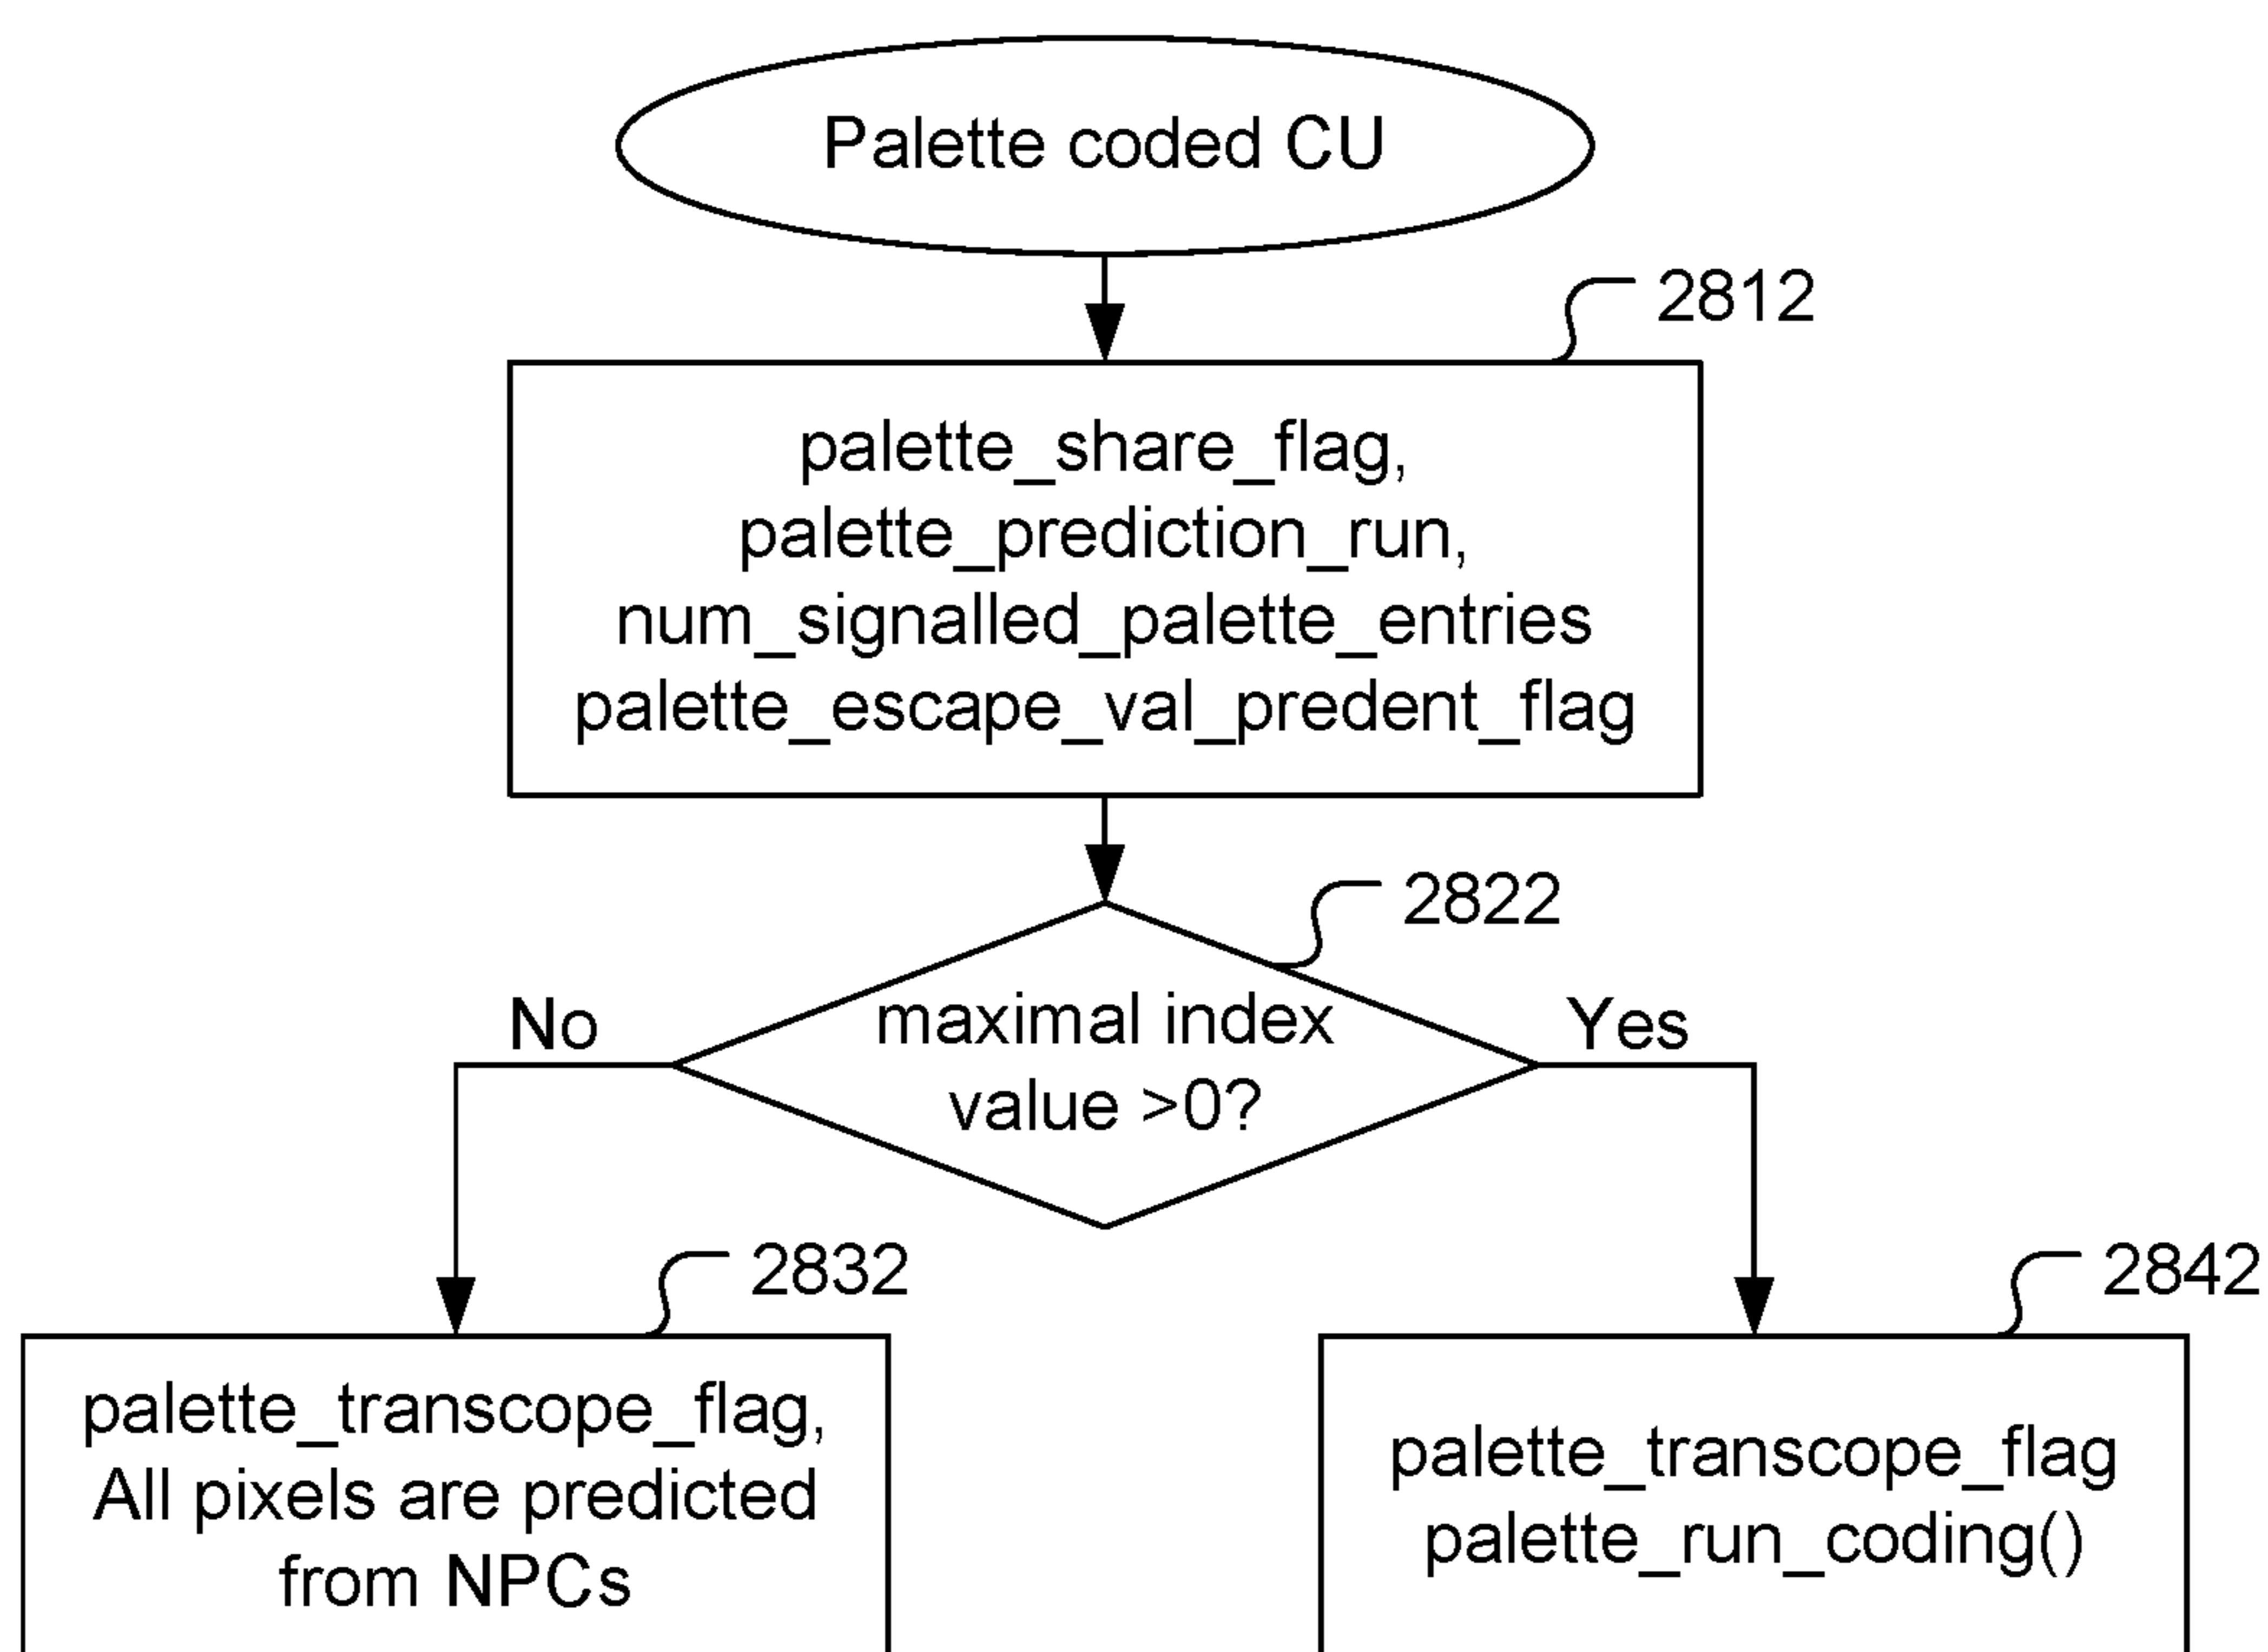 Palette coded CU
2812
palette_share_flag,
palette_prediction_run,
num_signalled_palette_entries
palette_escape_val_predent_flag
2822
maximal index
value >0?
No
Yes
2832
palette_transcope_flag,
All pixels are predicted
from NPCs
2842
palette_transcope_flag
palette_run_coding()